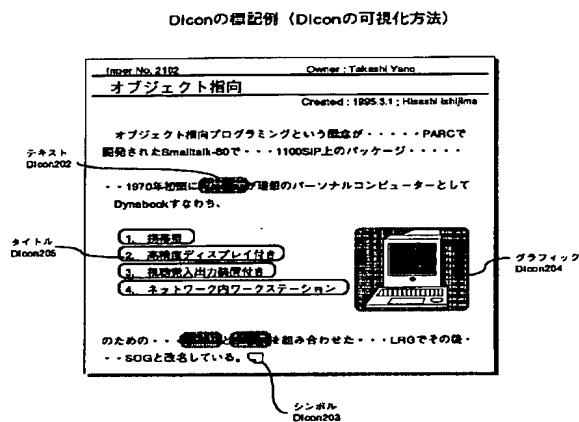 Diconの標記例（Diconの可視化方法）
Paper No. 2102 Owner : Takashi Yano
オブジェクト指向
Created : 1995.3.1 ; Hisashi Ishijima
オブジェクト指向プログラミングという概念が・・・・・PARCで
開発されたSmalltalk-80で・・・1100SIP上のパッケージ・・・・・
テキスト
Dicon202
・・1970年初頭に が理想のパーソナルコンピューターとして
Dynabookすなわち、
タイトル
Dicon205
1. 携帯型
2. 高精度ディスプレイ付き
3. 視聴覚入出力装置付き
4. ネットワーク内ワークステーション
グラフィック
Dicon204
のための・・ と を組み合わせた・・・LRGでその後・
・・SDGと改名している。
シンボル
Dicon203